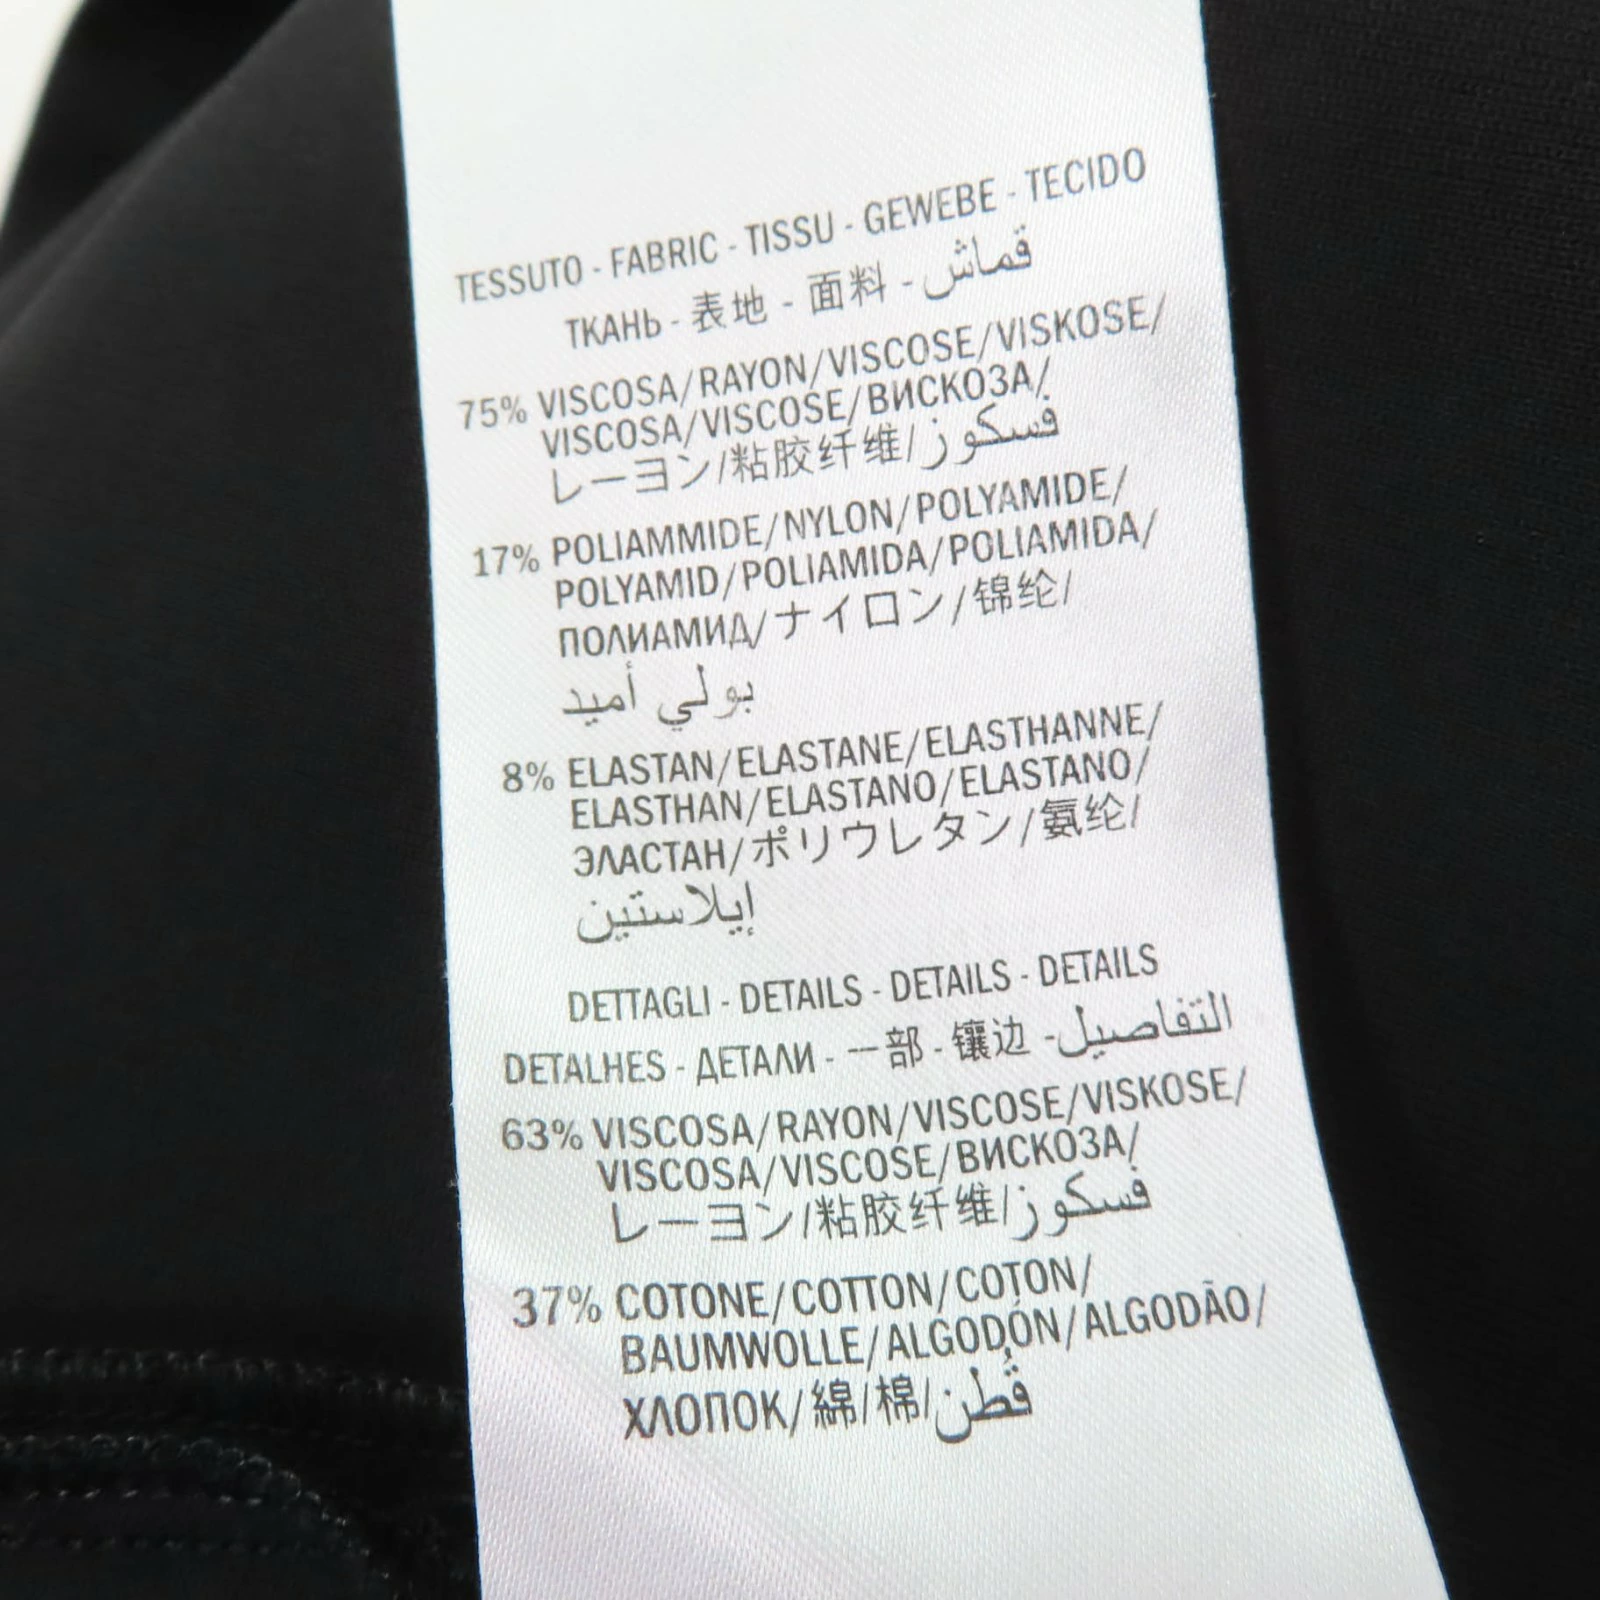 TESSUTO - FABRIC - TISSU - GEWEBE - TECIDO
ТКАНЬ - 表地 - 面料 - قماش
75% VISCOSA/RAYON/VISCOSE/VISKOSE/
VISCOSA/VISCOSE/ВИСКОЗА/
レーヨン/粘胶纤维/فسكوز
17% POLIAMMIDE/NYLON/POLYAMIDE/
POLYAMID/POLIAMIDA/POLIAMIDA/
ПОЛИАМИД/ナイロン/锦纶/
بولي أميد
8% ELASTAN/ELASTANE/ELASTHANNE/
ELASTHAN/ELASTANO/ELASTANO/
ЭЛАСТАН/ポリウレタン/氨纶/
إيلاستين
DETTAGLI - DETAILS - DETAILS - DETAILS
DETALHES - ДЕТАЛИ - 一部 - 镶边 - التفاصيل
63% VISCOSA/RAYON/VISCOSE/VISKOSE/
VISCOSA/VISCOSE/ВИСКОЗА/
レーヨン/粘胶纤维/فسكوز
37% COTONE/COTTON/COTON/
BAUMWOLLE/ALGODÓN/ALGODÃO/
ХЛОПОК/綿/棉/قُطن